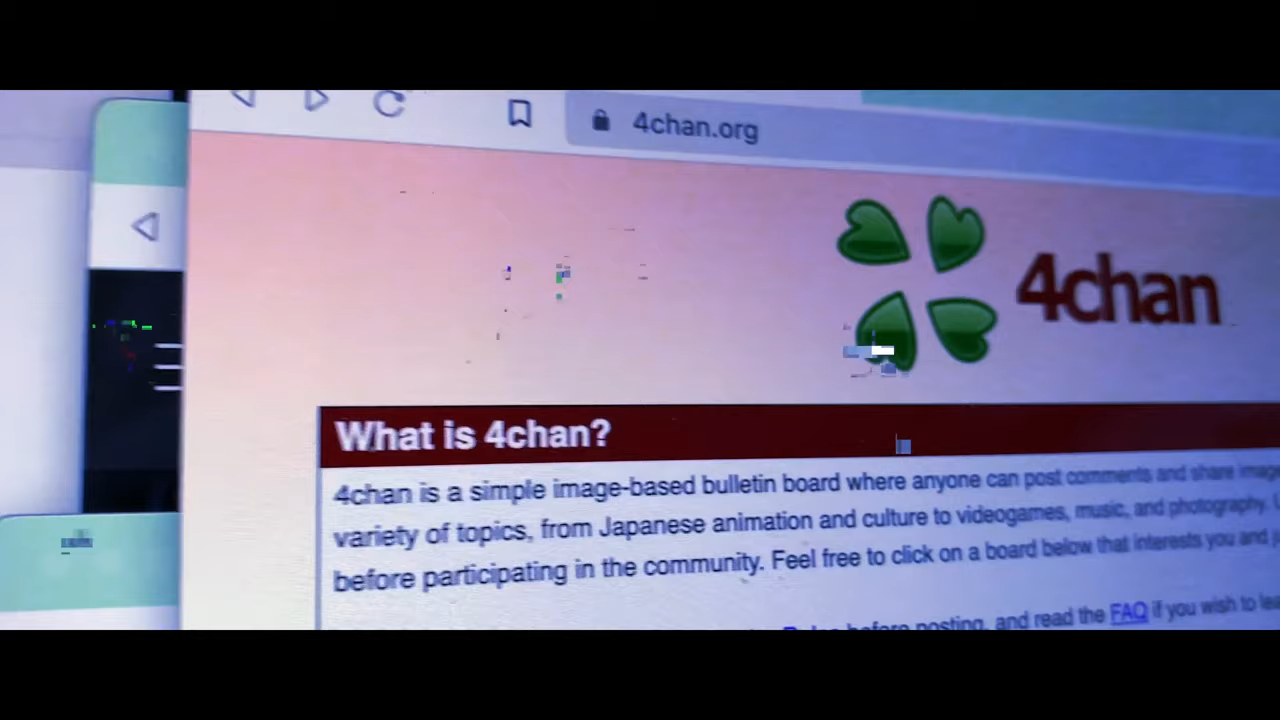 4chan.org
4chan
What is 4chan?
4chan is a simple image-based bulletin board where anyone can post comments and share
variety of topics, from Japanese animation and culture to videogames, music, and photography.
before participating in the community. Feel free to click on a board below that interests you and
before posting, and read the FAQ if you wish to